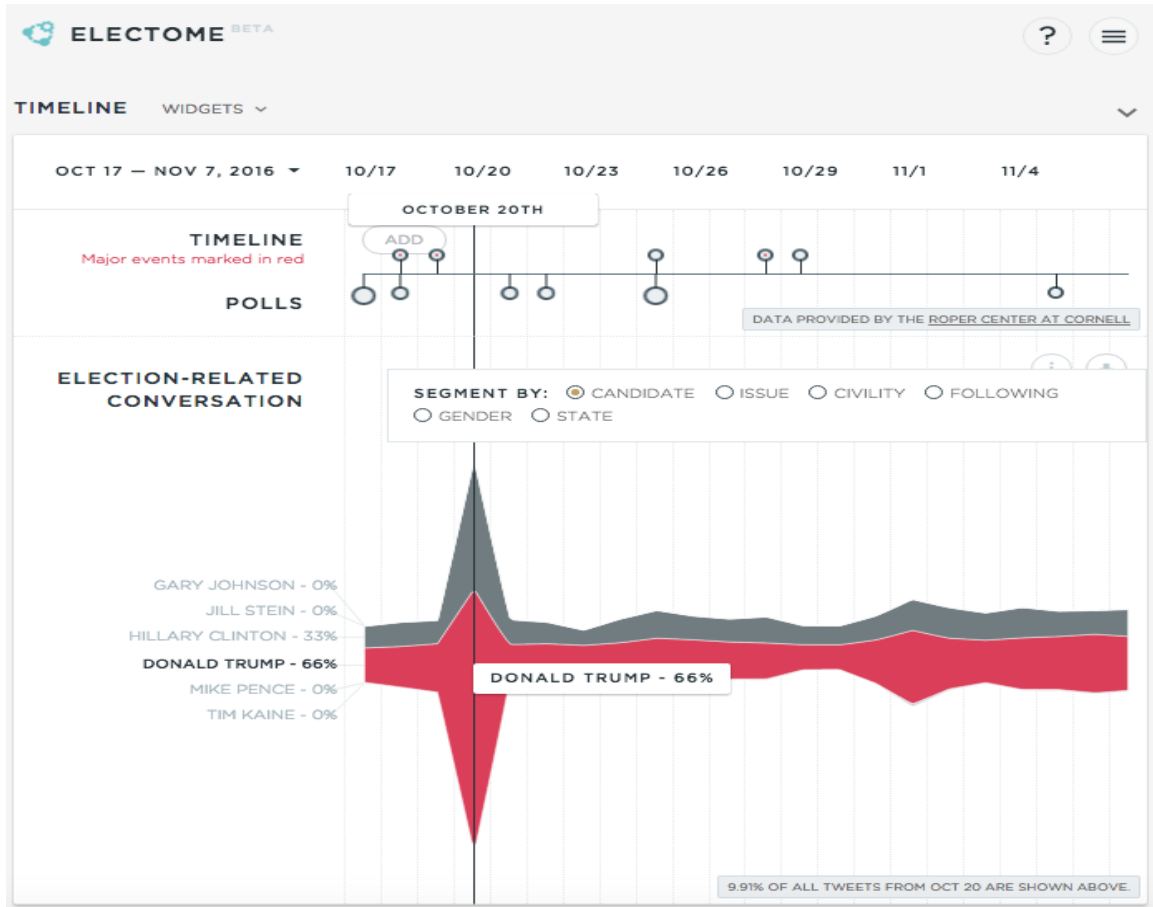 ELECTOME BETA
?
TIMELINE WIDGETS
OCT 17 — NOV 7, 2016 10/17 10/20 10/23 10/26 10/29 11/1 11/4
OCTOBER 20TH
TIMELINE ADD
Major events marked in red
POLLS
DATA PROVIDED BY THE ROPER CENTER AT CORNELL
ELECTION-RELATED
CONVERSATION
SEGMENT BY: CANDIDATE ISSUE CIVILITY FOLLOWING
GENDER STATE
GARY JOHNSON - 0%
JILL STEIN - 0%
HILLARY CLINTON - 33%
DONALD TRUMP - 66%
DONALD TRUMP - 66%
MIKE PENCE - 0%
TIM KAINE - 0%
9.91% OF ALL TWEETS FROM OCT 20 ARE SHOWN ABOVE.